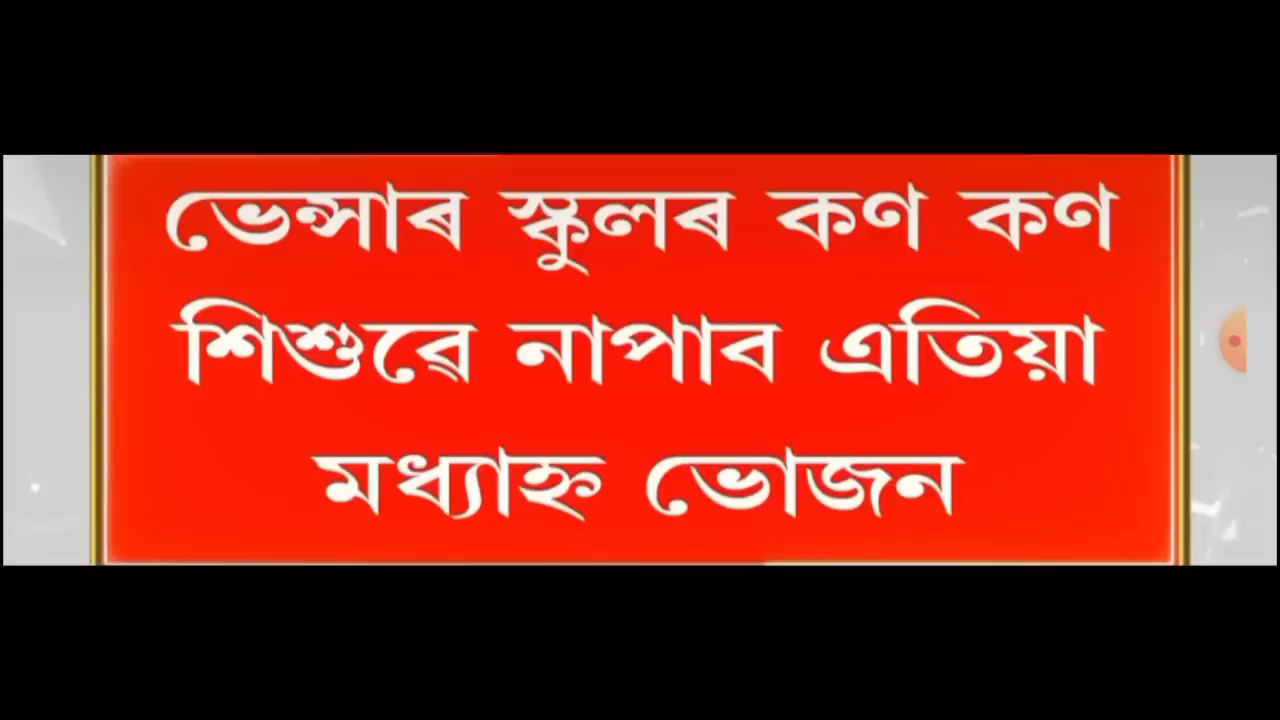 ভেন্সাৰ স্কুলৰ কণ কণ
শিশুৱে নাপাব এতিয়া
মধ্যাহ্ন ভোজন